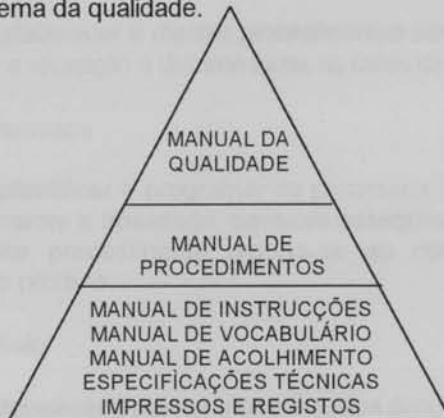 ema da qualidade.
MANUAL DA
QUALIDADE
MANUAL DE
PROCEDIMENTOS
MANUAL DE INSTRUCÇÕES
MANUAL DE VOCABULÁRIO
MANUAL DE ACOLHIMENTO
ESPECIFÌCAÇÕES TÉCNICAS
IMPRESSOS E REGISTOS